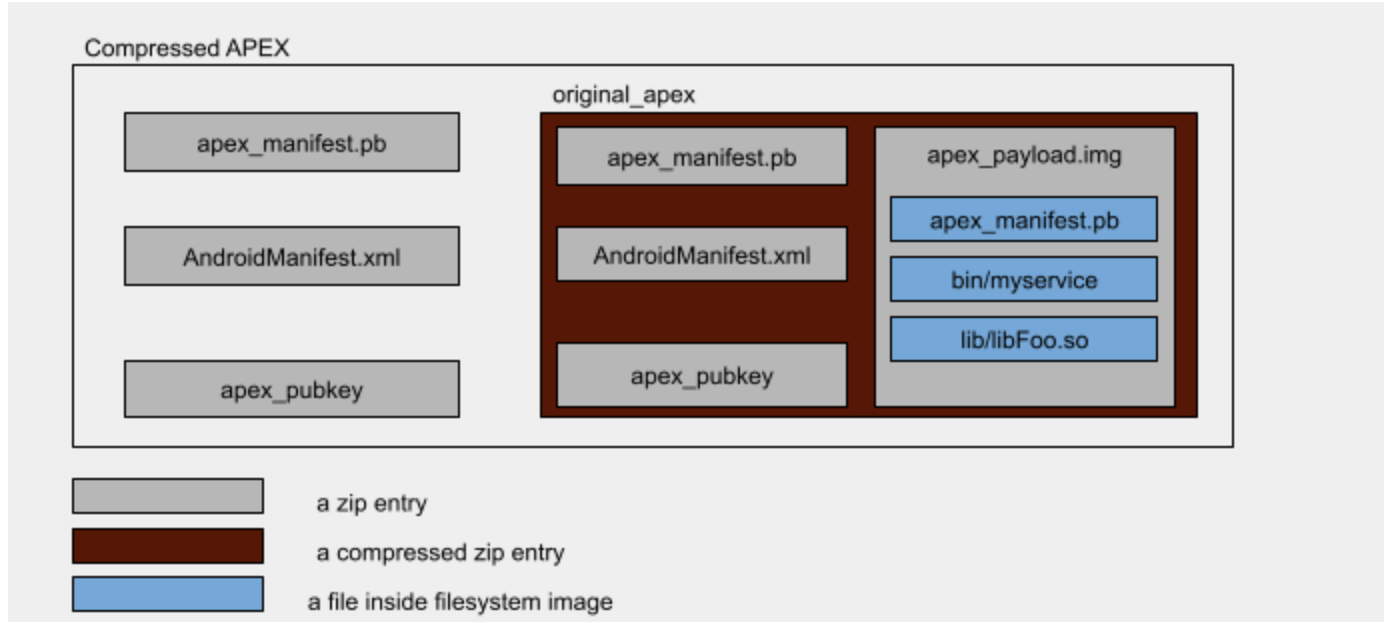 Compressed APEX
original_apex
apex_manifest.pb
AndroidManifest.xml
apex_pubkey
apex_manifest.pb
AndroidManifest.xml
apex_pubkey
apex_payload.img
apex_manifest.pb
bin/myservice
lib/libFoo.so
a zip entry
a compressed zip entry
a file inside filesystem image